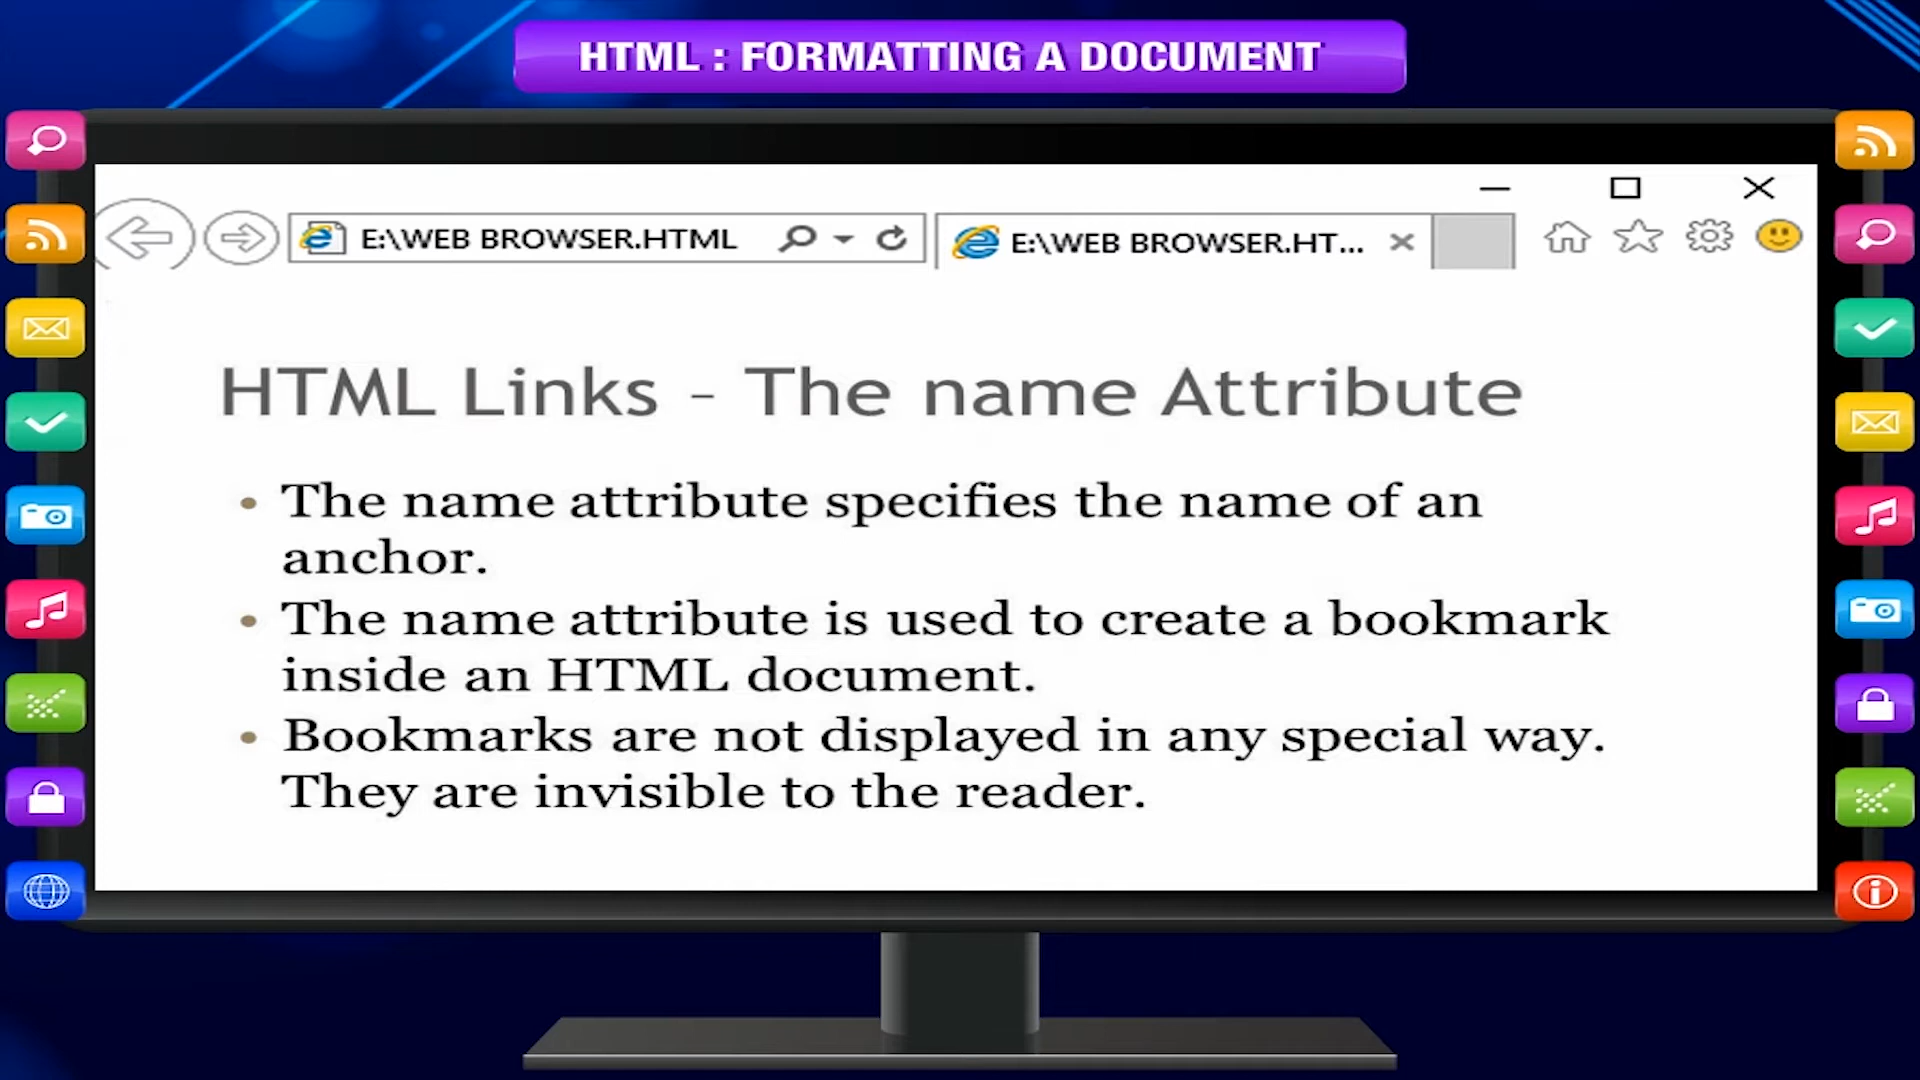 HTML : FORMATTING A DOCUMENT
E:\WEB BROWSER.HTML
E:\WEB BROWSER.HT...
HTML Links - The name Attribute
• The name attribute specifies the name of an
anchor.
• The name attribute is used to create a bookmark
inside an HTML document.
• Bookmarks are not displayed in any special way.
They are invisible to the reader.